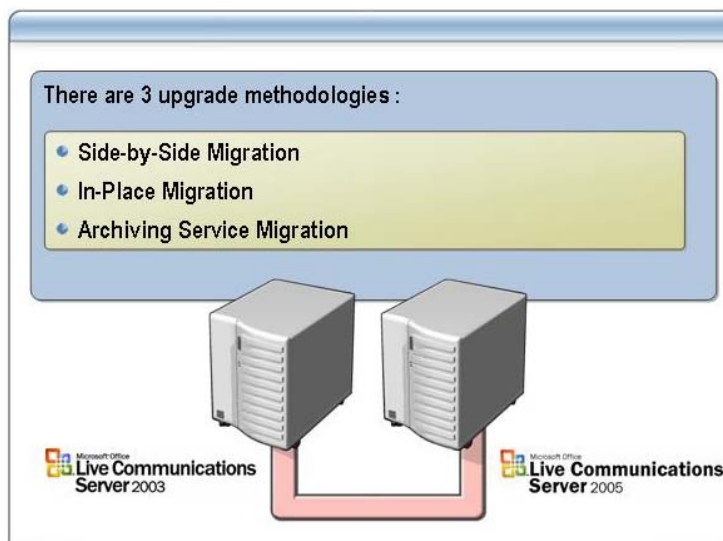 There are 3 upgrade methodologies :
Side-by-Side Migration
In-Place Migration
Archiving Service Migration
Microsoft Office
Live Communications
Server 2003
Microsoft Office
Live Communications
Server 2005